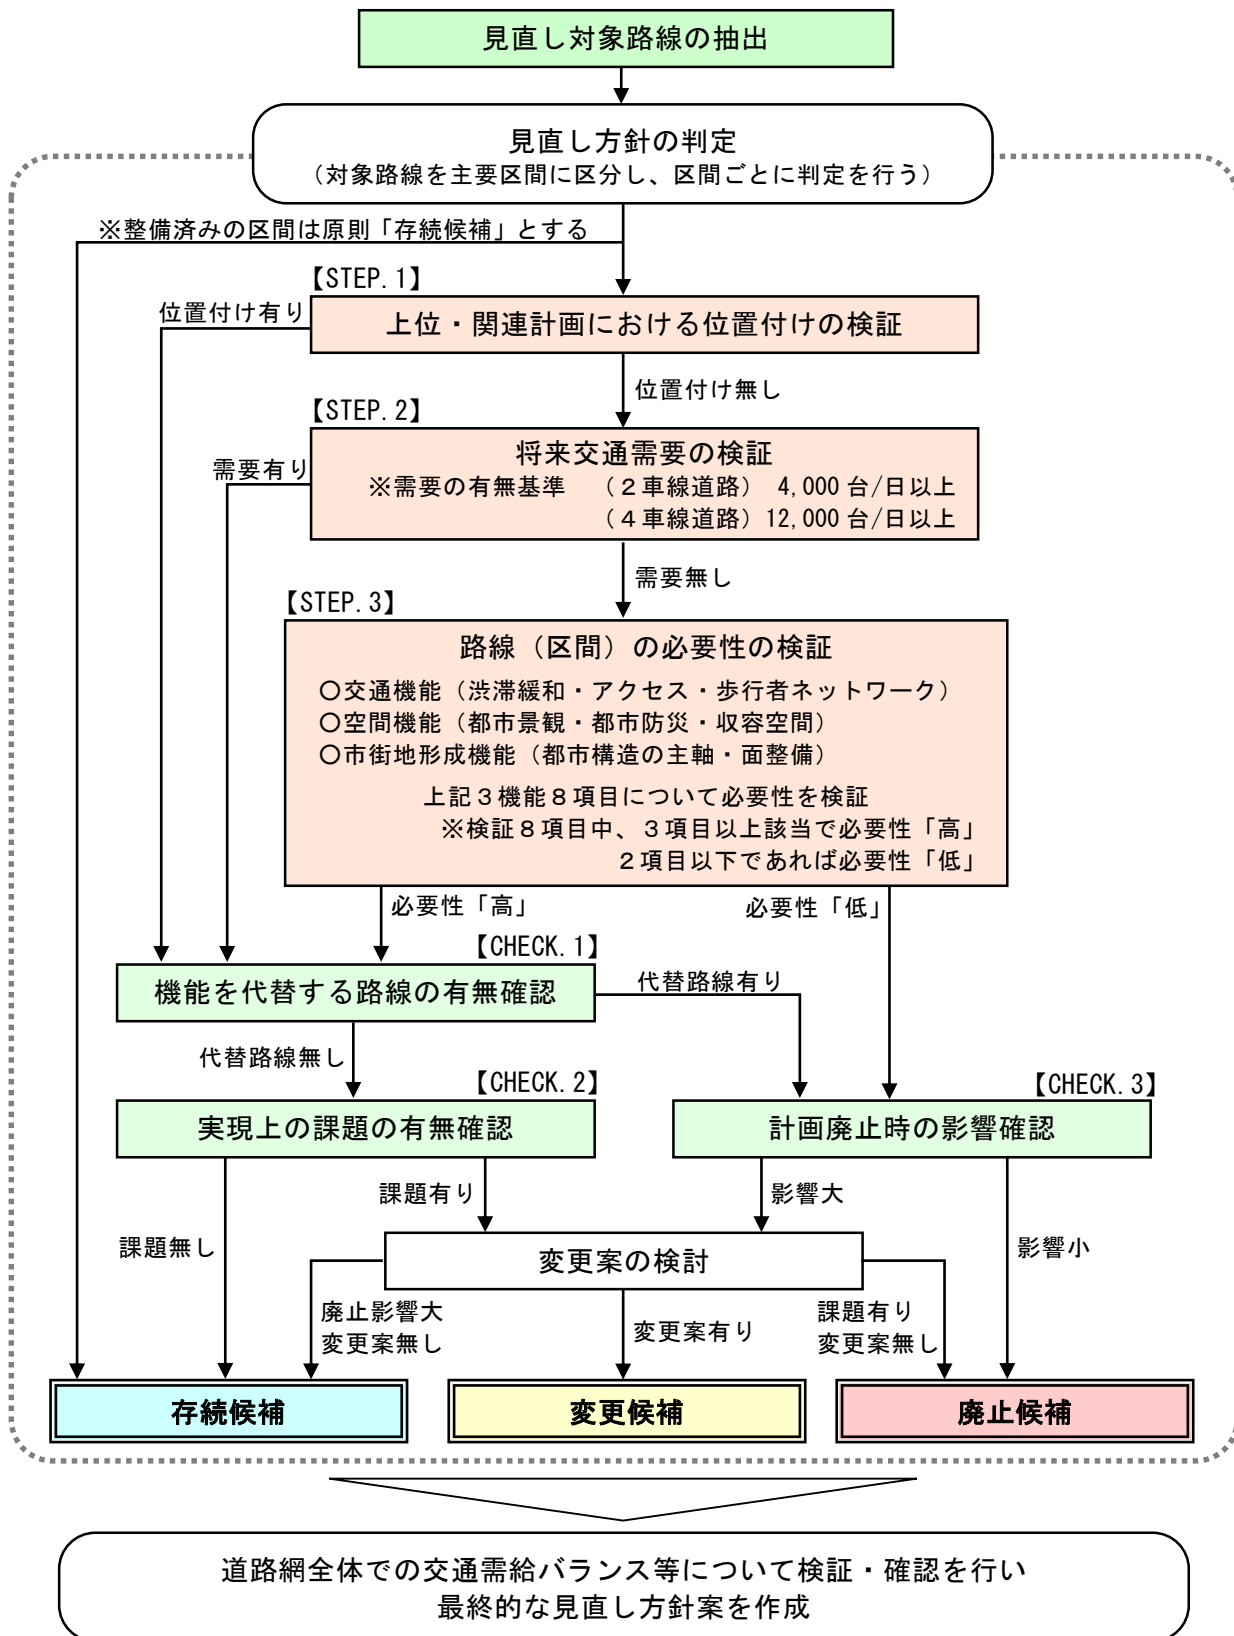 見直し対象路線の抽出
見直し方針の判定
（対象路線を主要区間に区分し、区間ごとに判定を行う）
※整備済みの区間は原則「存続候補」とする
【STEP.1】
位置付け有り
上位・関連計画における位置付けの検証
位置付け無し
【STEP.2】
需要有り
将来交通需要の検証
※需要の有無基準　（２車線道路） 4,000 台/日以上
（４車線道路）12,000 台/日以上
需要無し
【STEP.3】
路線（区間）の必要性の検証
○交通機能（渋滞緩和・アクセス・歩行者ネットワーク）
○空間機能（都市景観・都市防災・収容空間）
○市街地形成機能（都市構造の主軸・面整備）
上記３機能８項目について必要性を検証
※検証８項目中、３項目以上該当で必要性「高」
２項目以下であれば必要性「低」
必要性「高」
必要性「低」
【CHECK.1】
機能を代替する路線の有無確認
代替路線有り
代替路線無し
【CHECK.2】
【CHECK.3】
実現上の課題の有無確認
計画廃止時の影響確認
課題有り
影響大
課題無し
変更案の検討
影響小
廃止影響大
変更案無し
変更案有り
課題有り
変更案無し
存続候補
変更候補
廃止候補
道路網全体での交通需給バランス等について検証・確認を行い
最終的な見直し方針案を作成